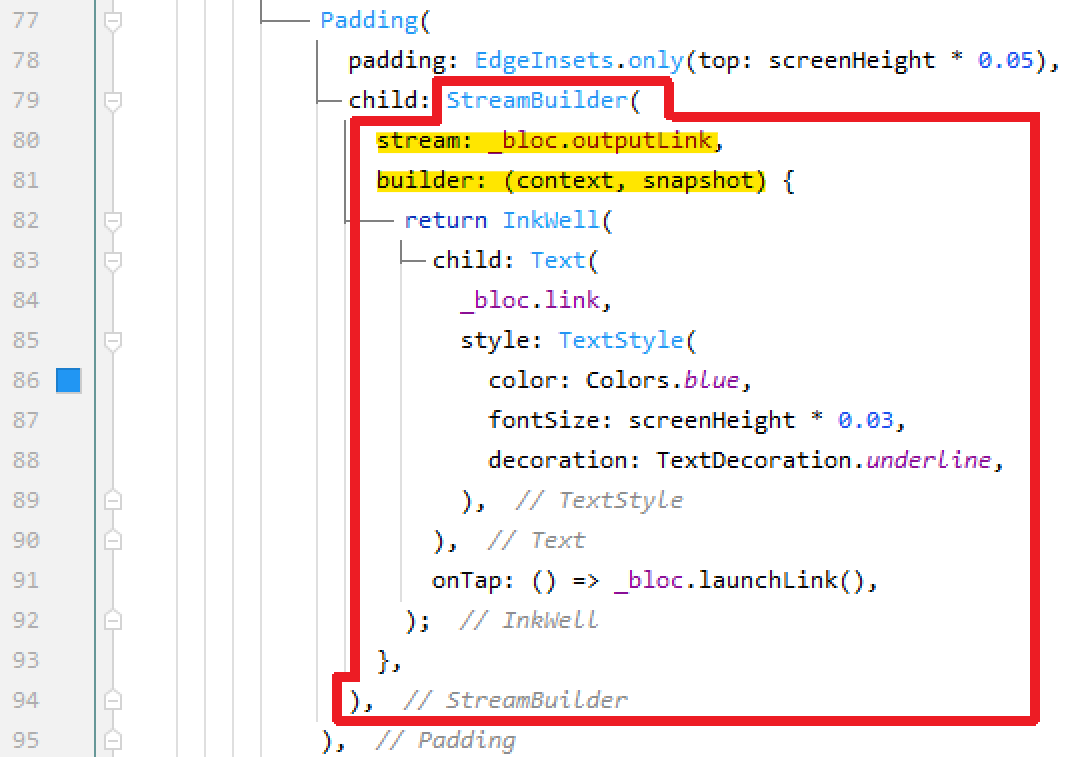 77 Padding(
78 padding: EdgeInsets.only(top: screenHeight * 0.05),
79 child: StreamBuilder(
80 stream: _bloc.outputLink,
81 builder: (context, snapshot) {
82 return InkWell(
83 child: Text(
84 _bloc.link,
85 style: TextStyle(
86 color: Colors.blue,
87 fontSize: screenHeight * 0.03,
88 decoration: TextDecoration.underline,
89 ), // TextStyle
90 ), // Text
91 onTap: () => _bloc.launchLink(),
92 ); // InkWell
93 },
94 ), // StreamBuilder
95 ), // Padding